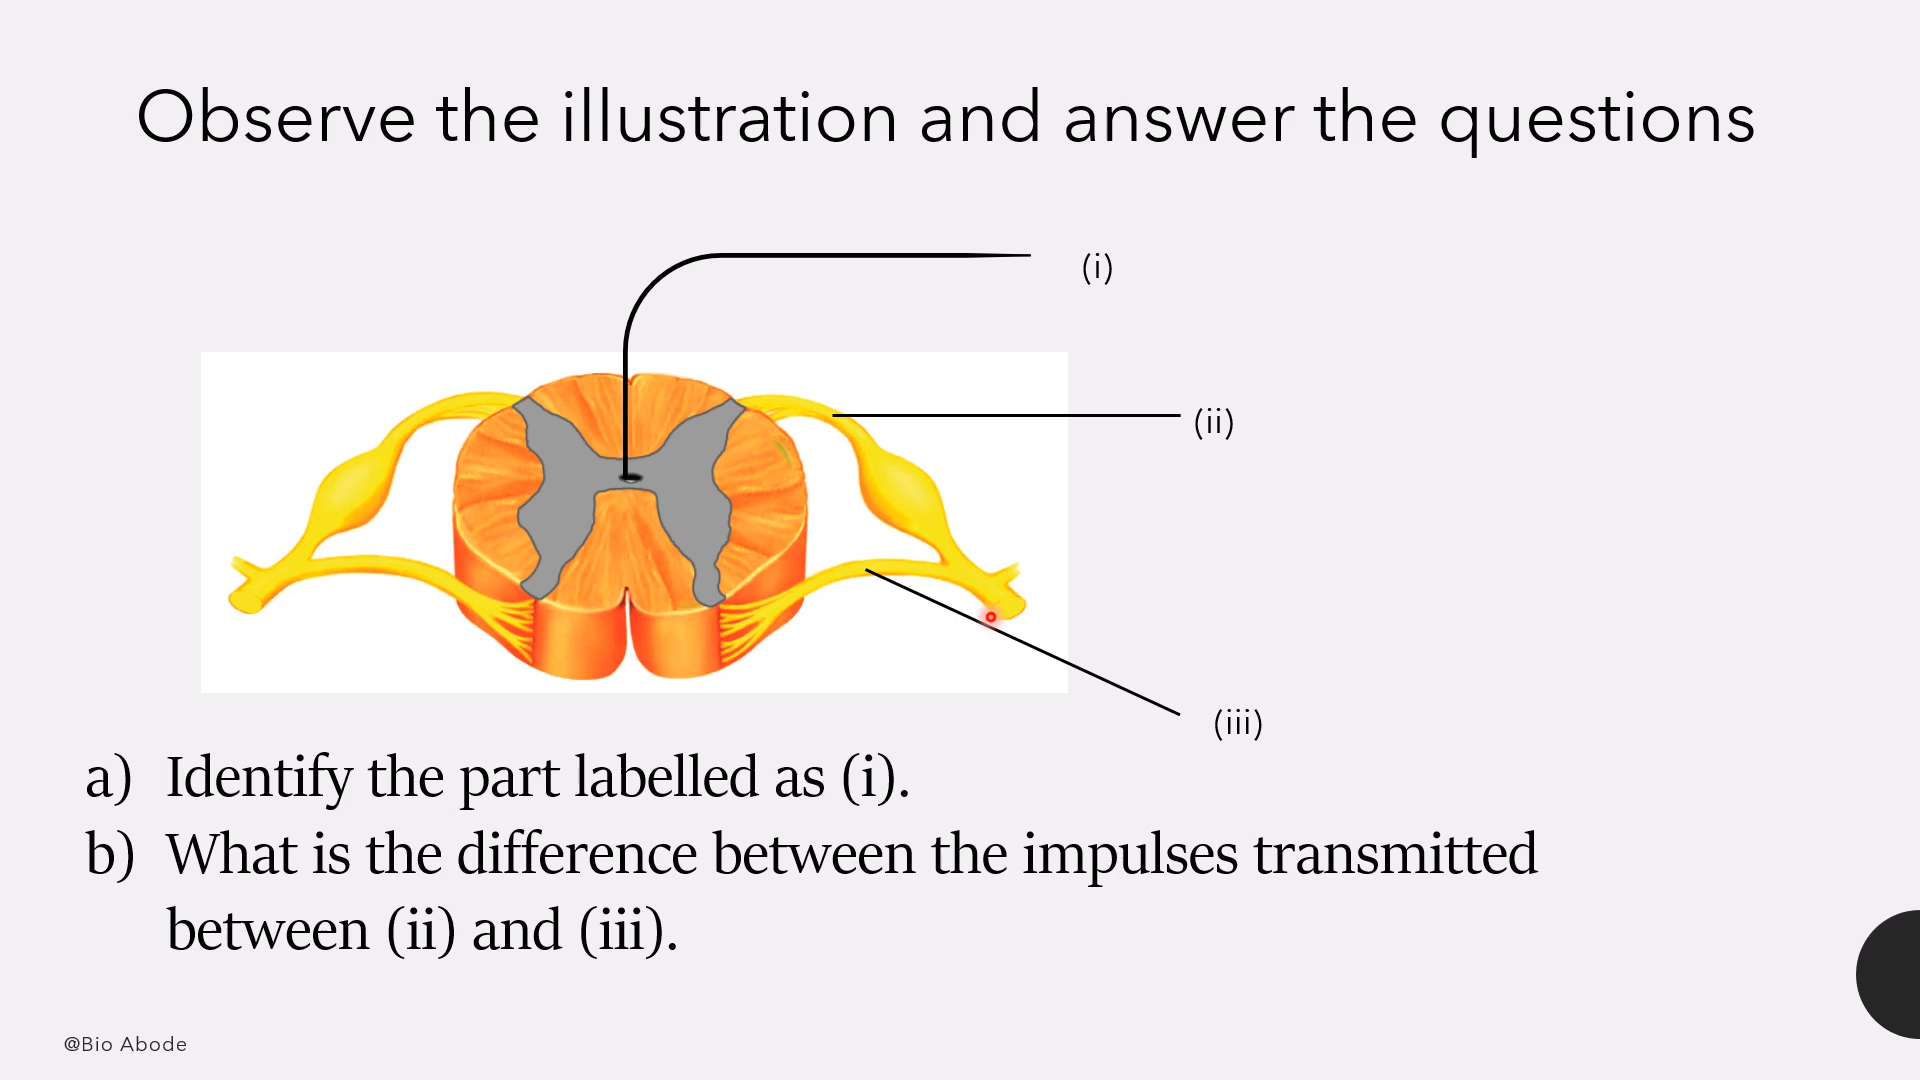 Observe the illustration and answer the questions
(i)
(ii)
(iii)
a) Identify the part labelled as (i).
b) What is the difference between the impulses transmitted
between (ii) and (iii).
@Bio Abode